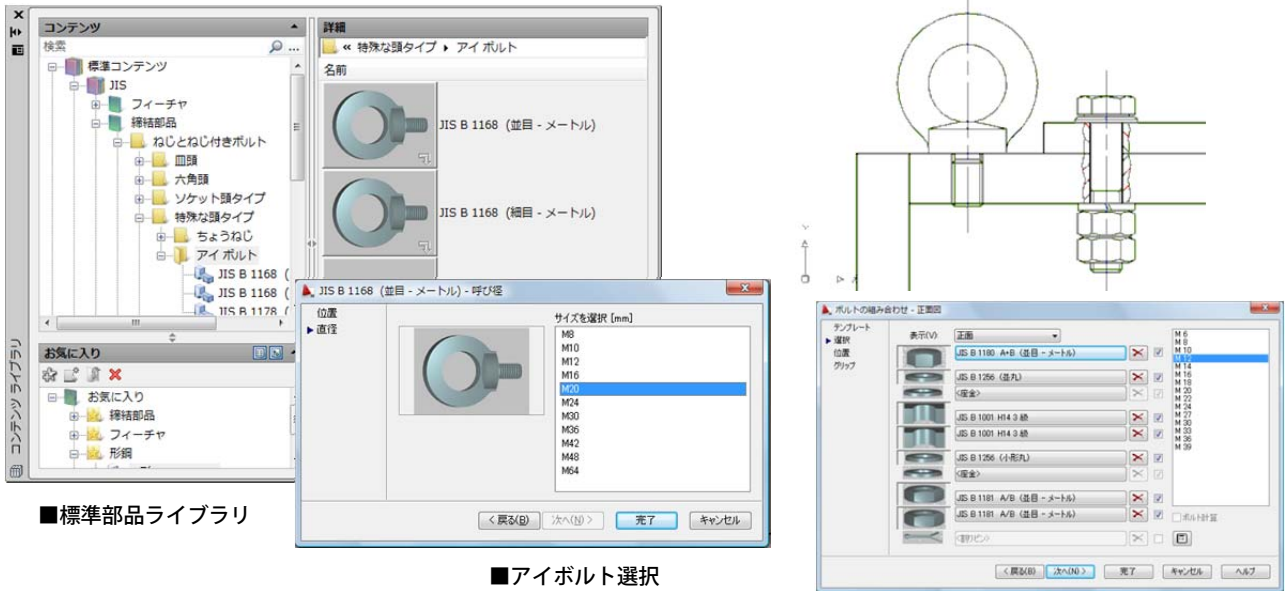 コンテンツ
検索
...
標準コンテンツ
JIS
フィーチャ
締結部品
ねじとねじ付きボルト
皿頭
六角頭
ソケット頭タイプ
特殊な頭タイプ
ちょうねじ
アイ ボルト
JIS B 1168 (
JIS B 1168 (
JIS B 1178 (
お気に入り
お気に入り
締結部品
フィーチャ
形鋼
コンテンツ ライブラリ
詳細
« 特殊な頭タイプ ▸ アイ ボルト
名前
JIS B 1168 (並目 - メートル)
JIS B 1168 (細目 - メートル)
■標準部品ライブラリ
JIS B 1168 (並目 - メートル) - 呼び径
位置
▶ 直径
サイズを選択 [mm]
M8
M10
M12
M16
M20
M24
M30
M36
M42
M48
M64
< 戻る(B)
次へ(N) >
完了
キャンセル
■アイボルト選択
ボルトの組み合わせ - 正面図
テンプレート
▶ 選択
位置
グリップ
表示(V)
正面
JIS B 1180 A+B (並目 - メートル)
JIS B 1256 (並丸)
<座金>
JIS B 1001 H14 3 級
JIS B 1001 H14 3 級
JIS B 1256 (小形丸)
<座金>
JIS B 1181 A/B (並目 - メートル)
JIS B 1181 A/B (並目 - メートル)
<割りピン>
M 6
M 8
M 10
M 12
M 14
M 16
M 18
M 20
M 22
M 24
M 27
M 30
M 33
M 36
M 39
ボルト計算
< 戻る(B)
次へ(N) >
完了
キャンセル
ヘルプ